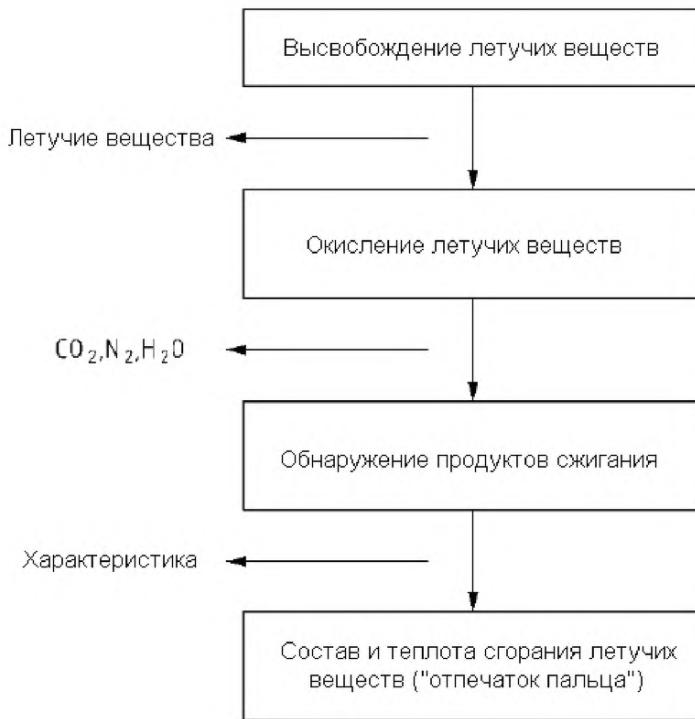 Высвобождение летучих веществ
Летучие вещества
Окисление летучих веществ
CO2,N2,H2O
Обнаружение продуктов сжигания
Характеристика
Состав и теплота сгорания летучих
веществ ("отпечаток пальца")